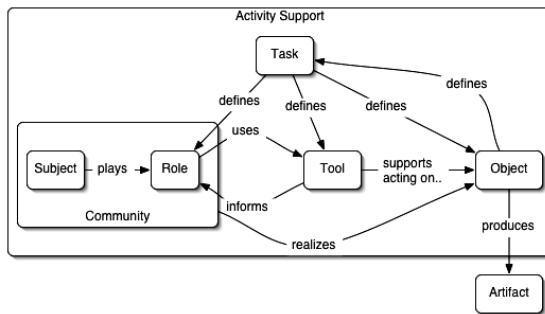 Activity Support
Task
defines
defines
defines
defines
uses
Subject
plays
Role
Tool
supports
acting on..
Object
informs
Community
realizes
produces
Artifact